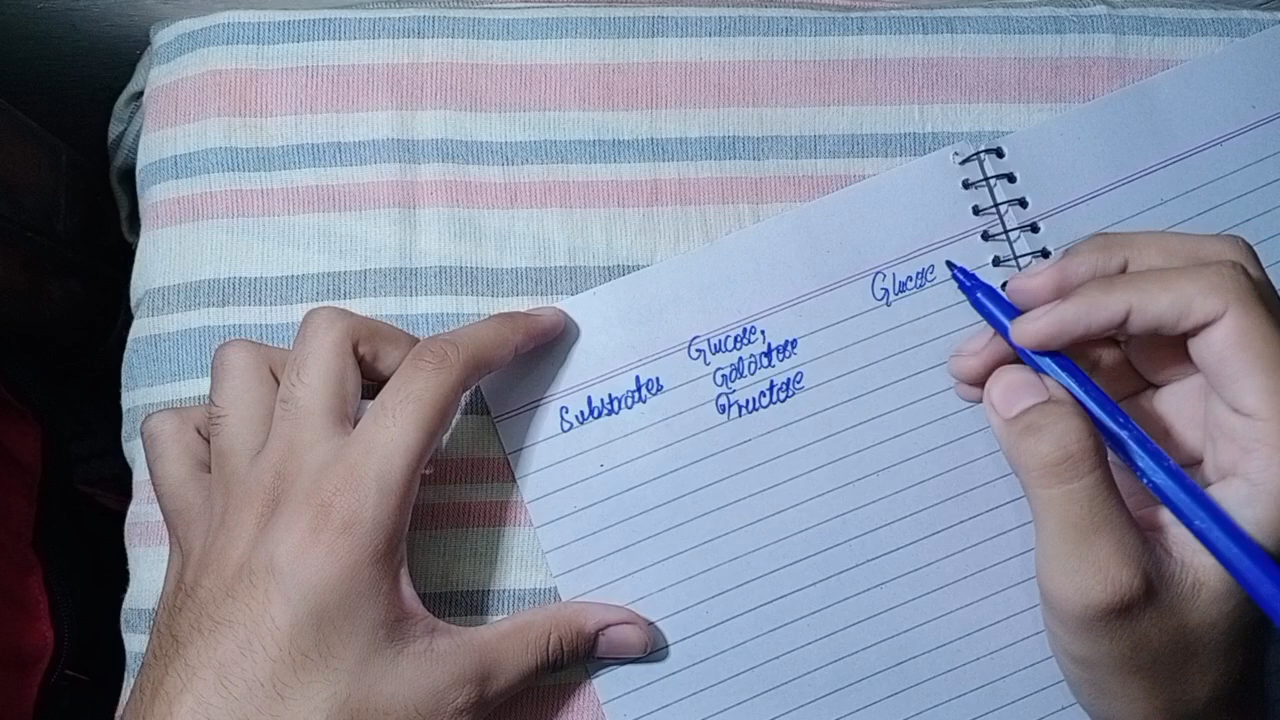 Substrates
Glucose,
Galactose
Fructose
Glucose